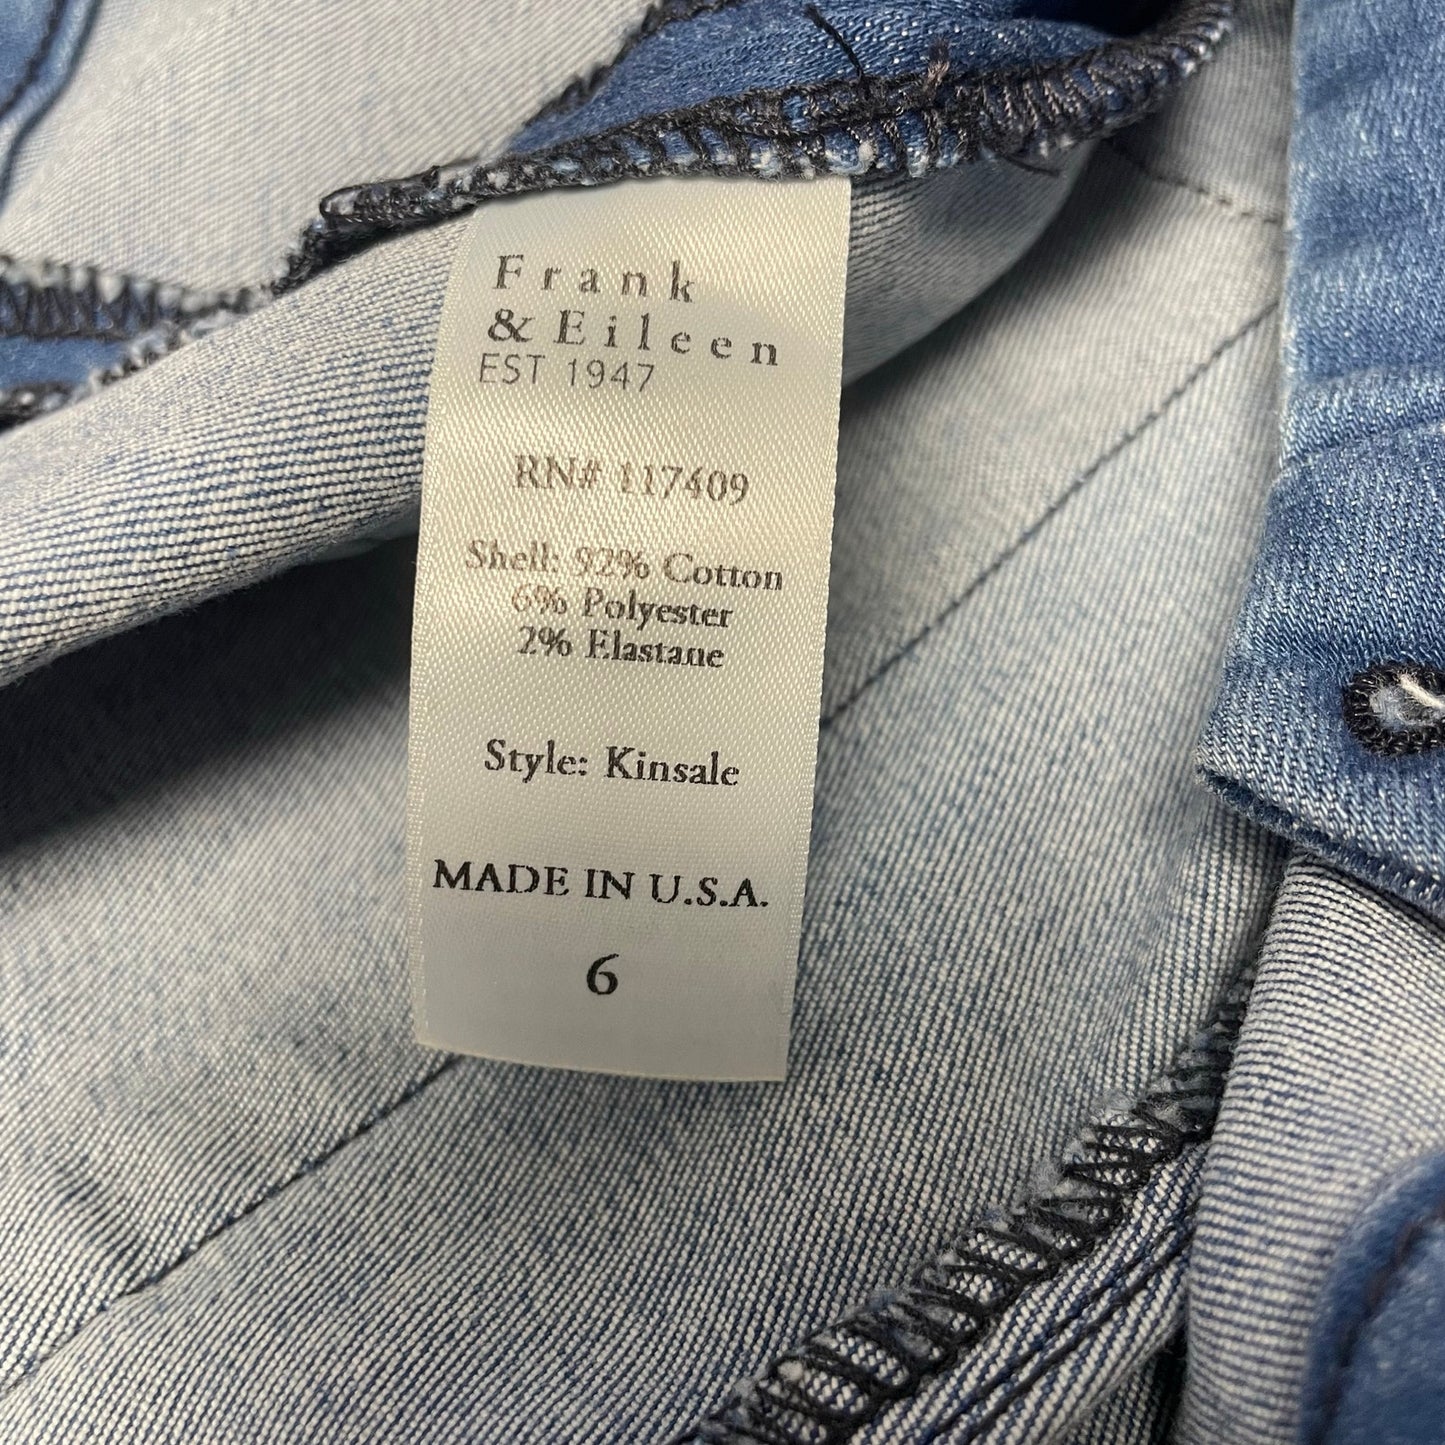 Frank
& Eileen
EST 1947
RN# 117409
Shell: 92% Cotton
6% Polyester
2% Elastane
Style: Kinsale
MADE IN U.S.A.
6